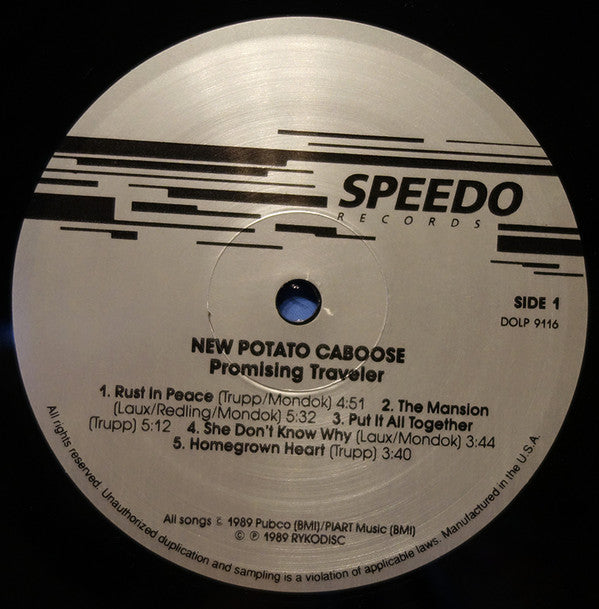 SPEEDO
RECORDS
SIDE 1
DOLP 9116
NEW POTATO CABOOSE
Promising Traveler
1. Rust In Peace (Trupp/Mondok) 4:51 2. The Mansion
(Laux/Redling/Mondok) 5:32 3. Put It All Together
(Trupp) 5:12 4. She Don't Know Why (Laux/Mondok) 3:44
5. Homegrown Heart (Trupp) 3:40
All songs © 1989 Pubco (BMI)/PIART Music (BMI)
© ℗ 1989 RYKODISC
All rights reserved. Unauthorized duplication and sampling is a violation of applicable laws. Manufactured in the U.S.A.